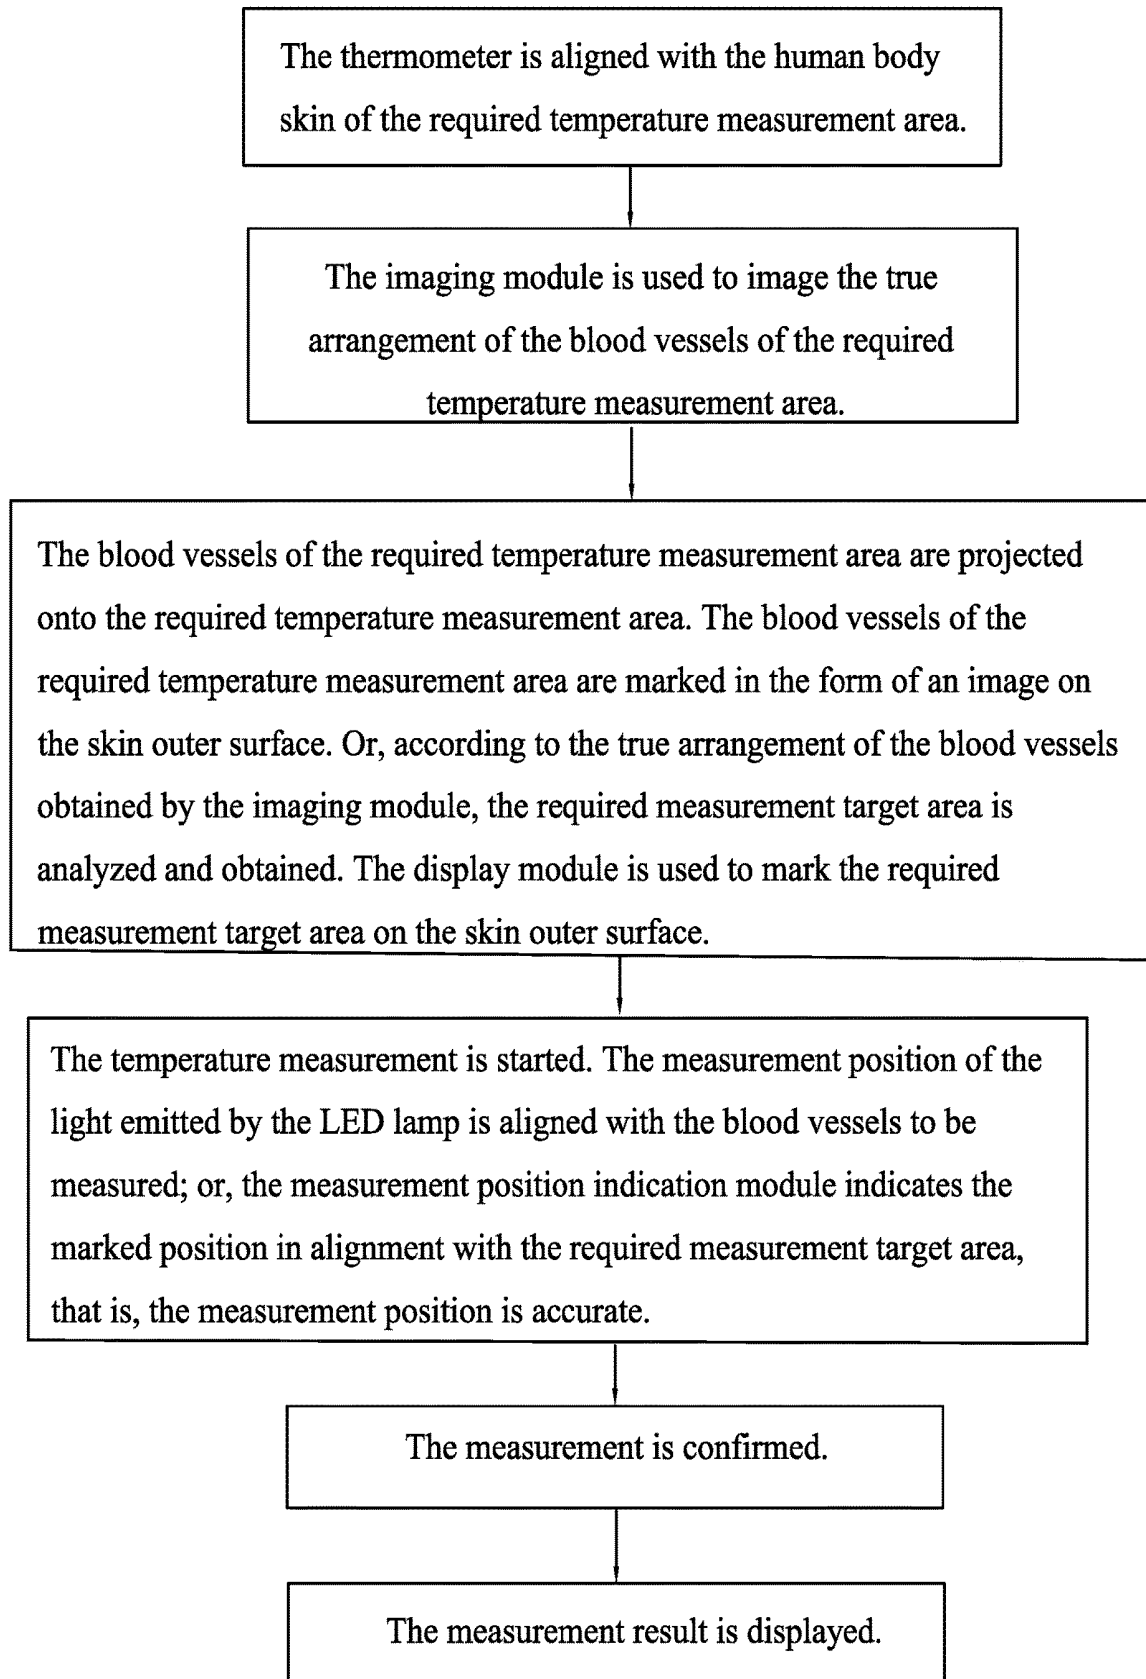 The thermometer is aligned with the human body
skin of the required temperature measurement area.
The imaging module is used to image the true
arrangement of the blood vessels of the required
temperature measurement area.
The blood vessels of the required temperature measurement area are projected
onto the required temperature measurement area. The blood vessels of the
required temperature measurement area are marked in the form of an image on
the skin outer surface. Or, according to the true arrangement of the blood vessels
obtained by the imaging module, the required measurement target area is
analyzed and obtained. The display module is used to mark the required
measurement target area on the skin outer surface.
The temperature measurement is started. The measurement position of the
light emitted by the LED lamp is aligned with the blood vessels to be
measured; or, the measurement position indication module indicates the
marked position in alignment with the required measurement target area,
that is, the measurement position is accurate.
The measurement is confirmed.
The measurement result is displayed.